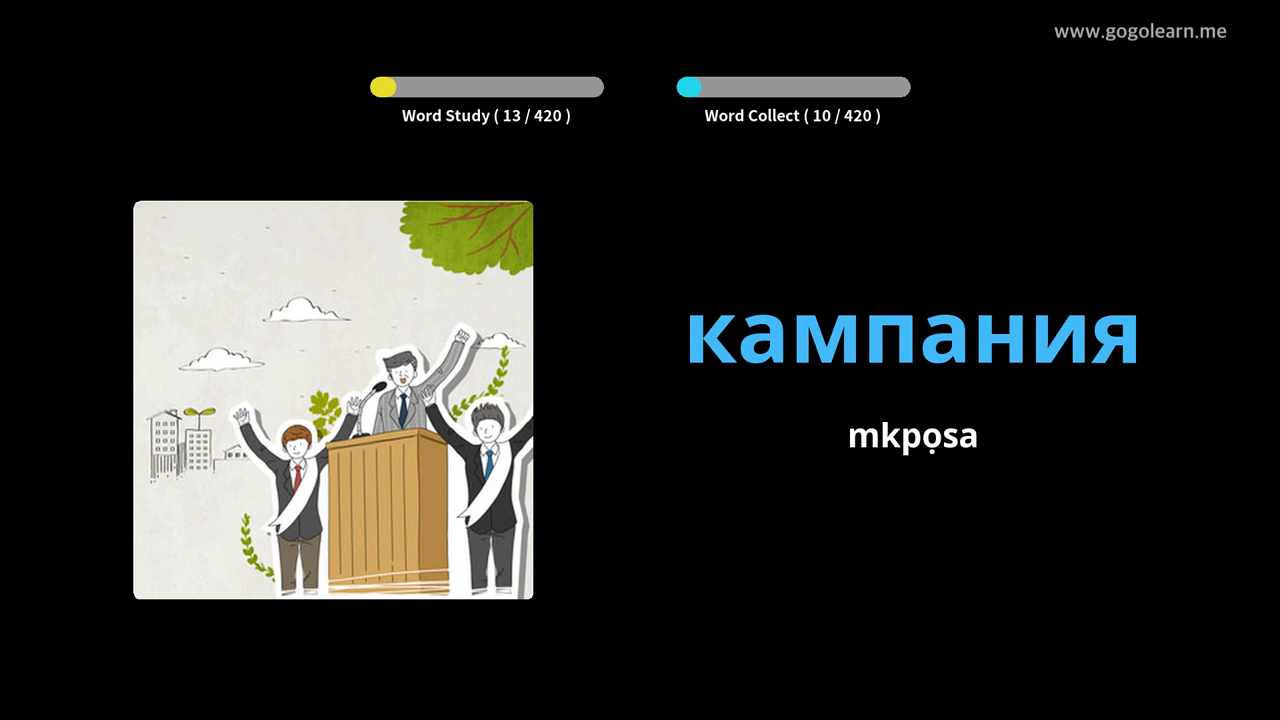 www.gogolearn.me
Word Study ( 13 / 420 )
Word Collect ( 10 / 420 )
кампания
mkpọsa